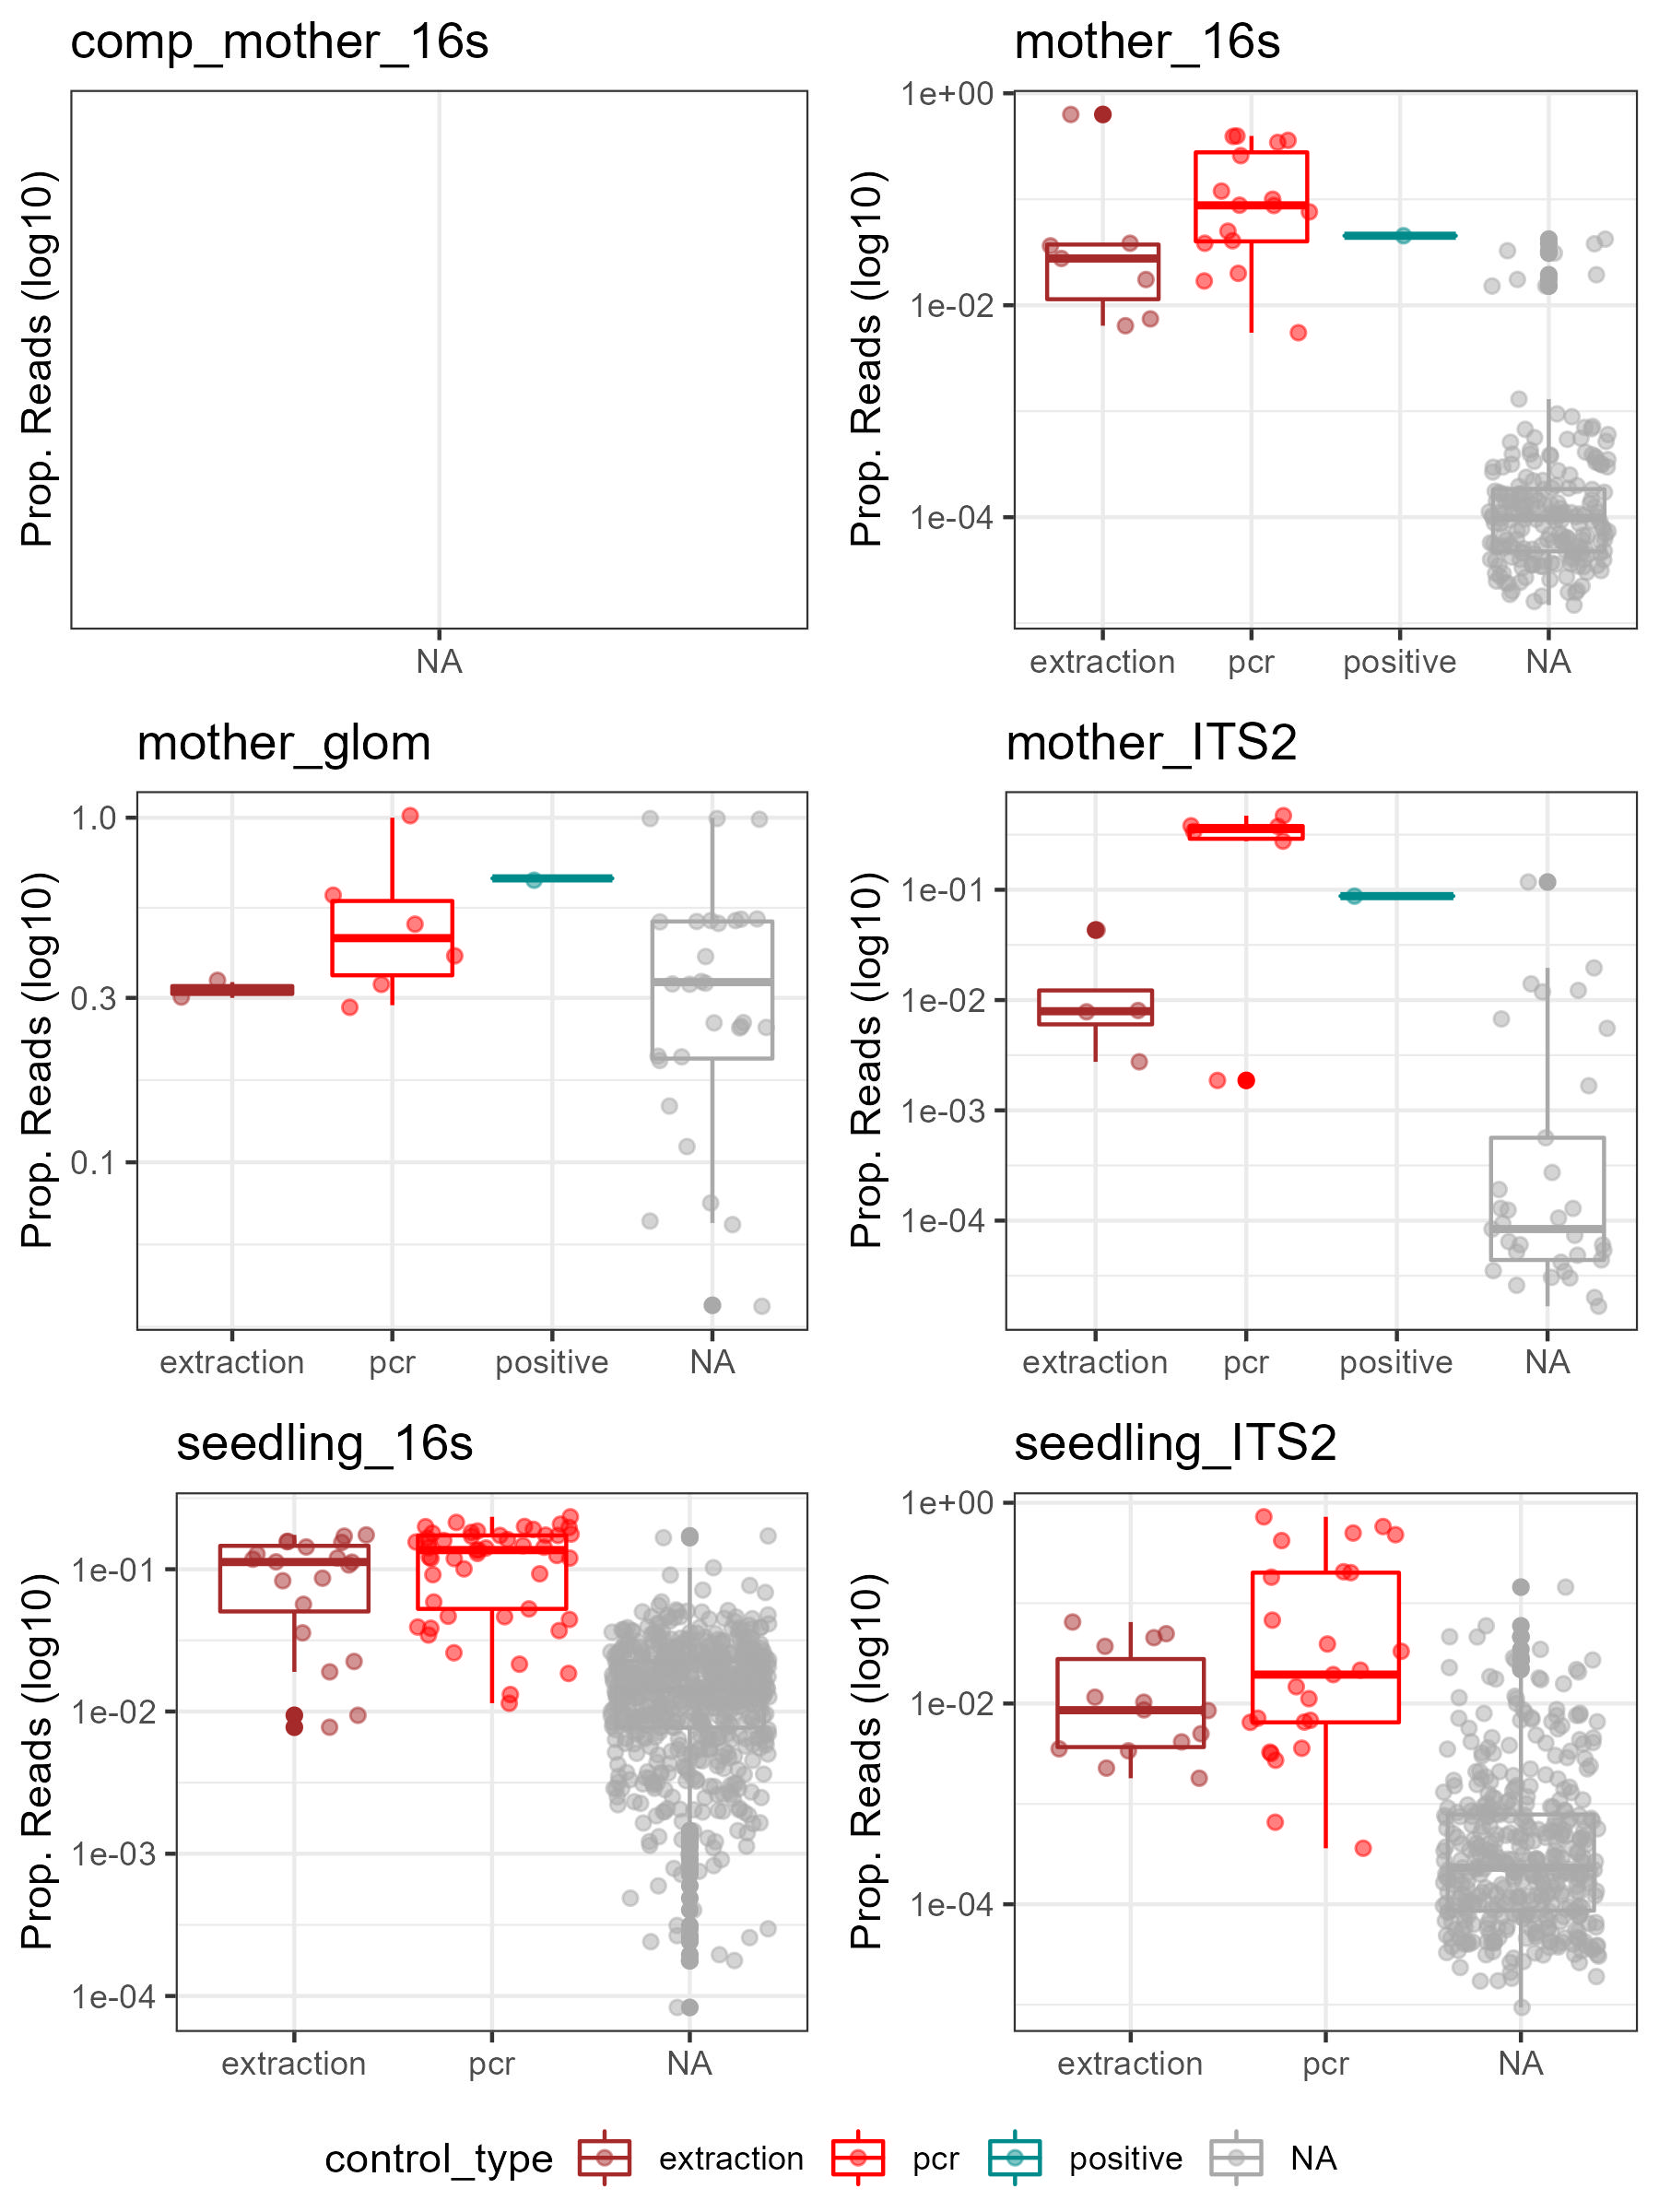 comp_mother_16s
Prop. Reads (log10)
NA
mother_16s
Prop. Reads (log10)
1e+00
1e-02
1e-04
extraction pcr positive NA
mother_glom
Prop. Reads (log10)
1.0
0.3
0.1
extraction pcr positive NA
mother_ITS2
Prop. Reads (log10)
1e-01
1e-02
1e-03
1e-04
extraction pcr positive NA
seedling_16s
Prop. Reads (log10)
1e-01
1e-02
1e-03
1e-04
extraction pcr NA
seedling_ITS2
Prop. Reads (log10)
1e+00
1e-02
1e-04
extraction pcr NA
control_type extraction pcr positive NA